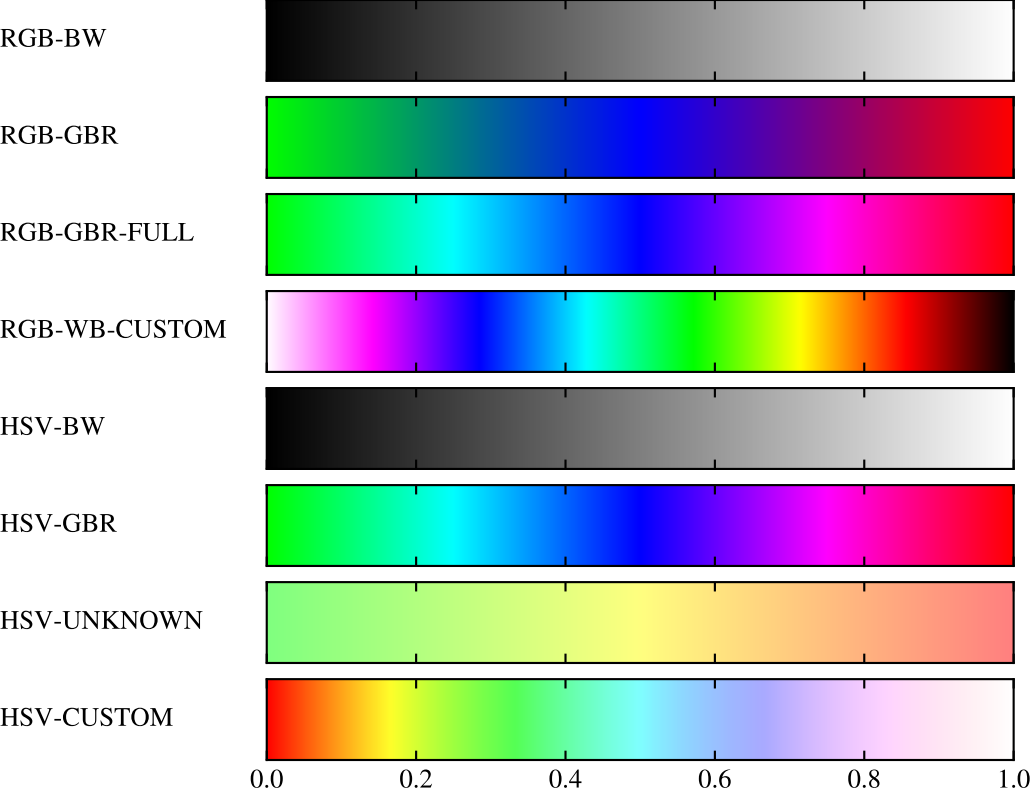 RGB-BW
RGB-GBR
RGB-GBR-FULL
RGB-WB-CUSTOM
HSV-BW
HSV-GBR
HSV-UNKNOWN
HSV-CUSTOM
0.0 0.2 0.4 0.6 0.8 1.0